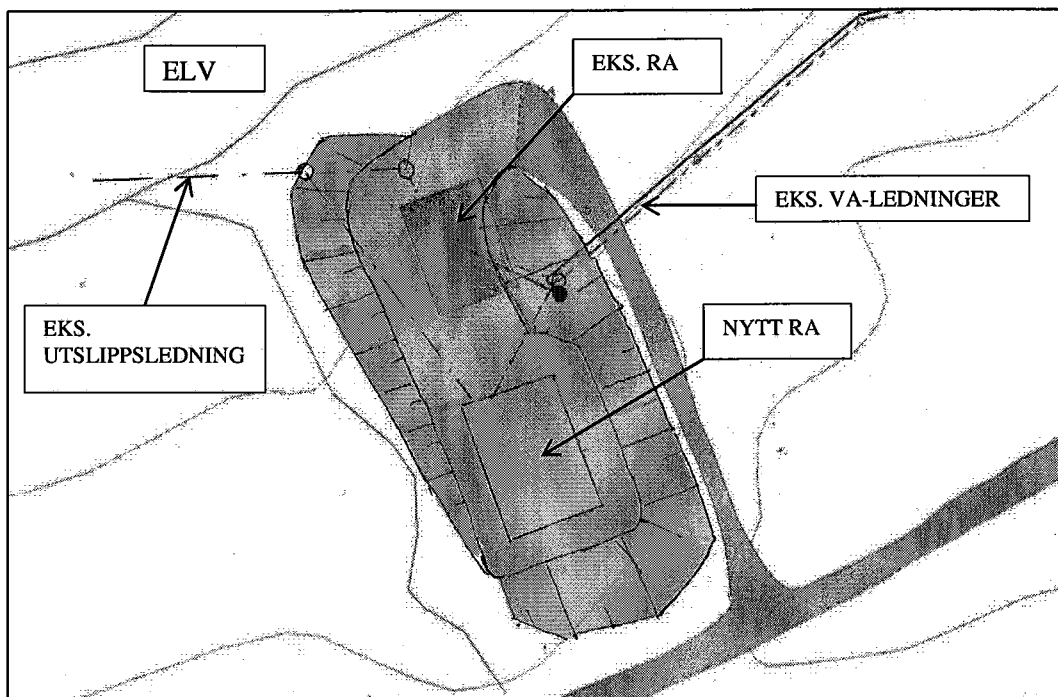 ELV
EKS. RA
EKS. VA-LEDNINGER
EKS.
UTSLIPPSLEDNING
NYTT RA